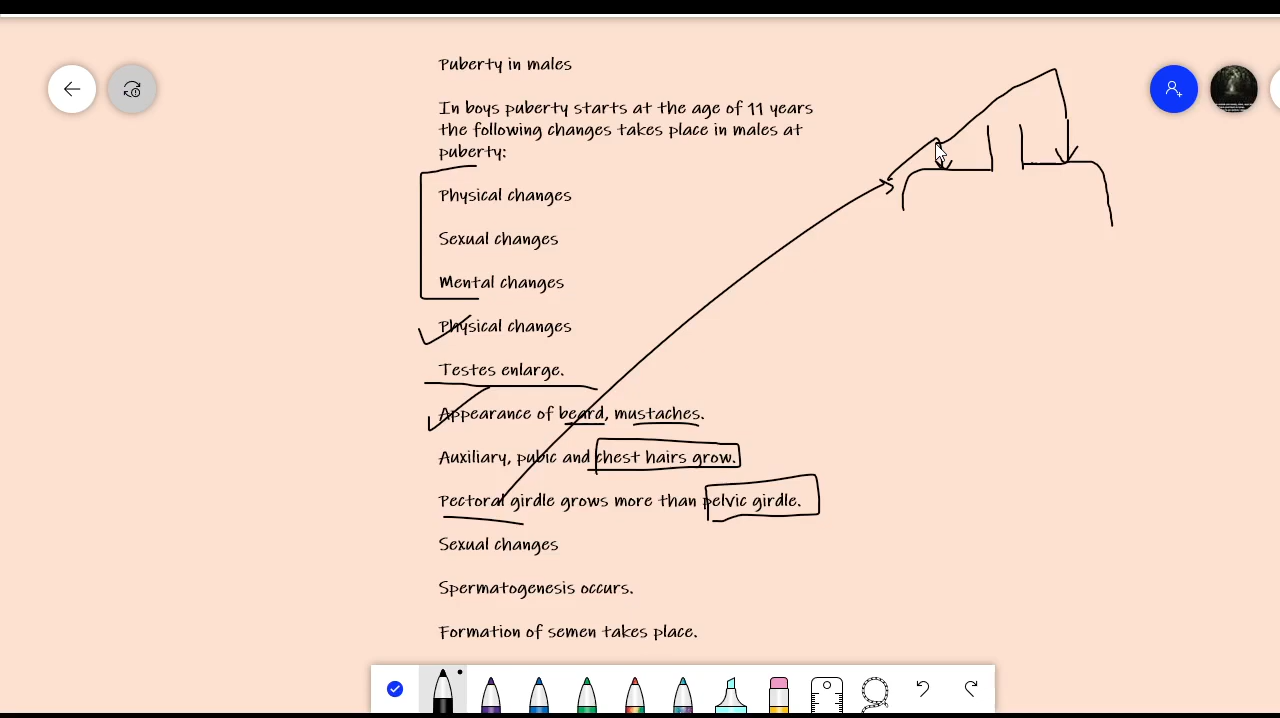 Puberty in males
In boys puberty starts at the age of 11 years
the following changes takes place in males at
puberty:
Physical changes
Sexual changes
Mental changes
Physical changes
Testes enlarge.
Appearance of beard, mustaches.
Auxiliary, pubic and chest hairs grow.
Pectoral girdle grows more than pelvic girdle.
Sexual changes
Spermatogenesis occurs.
Formation of semen takes place.